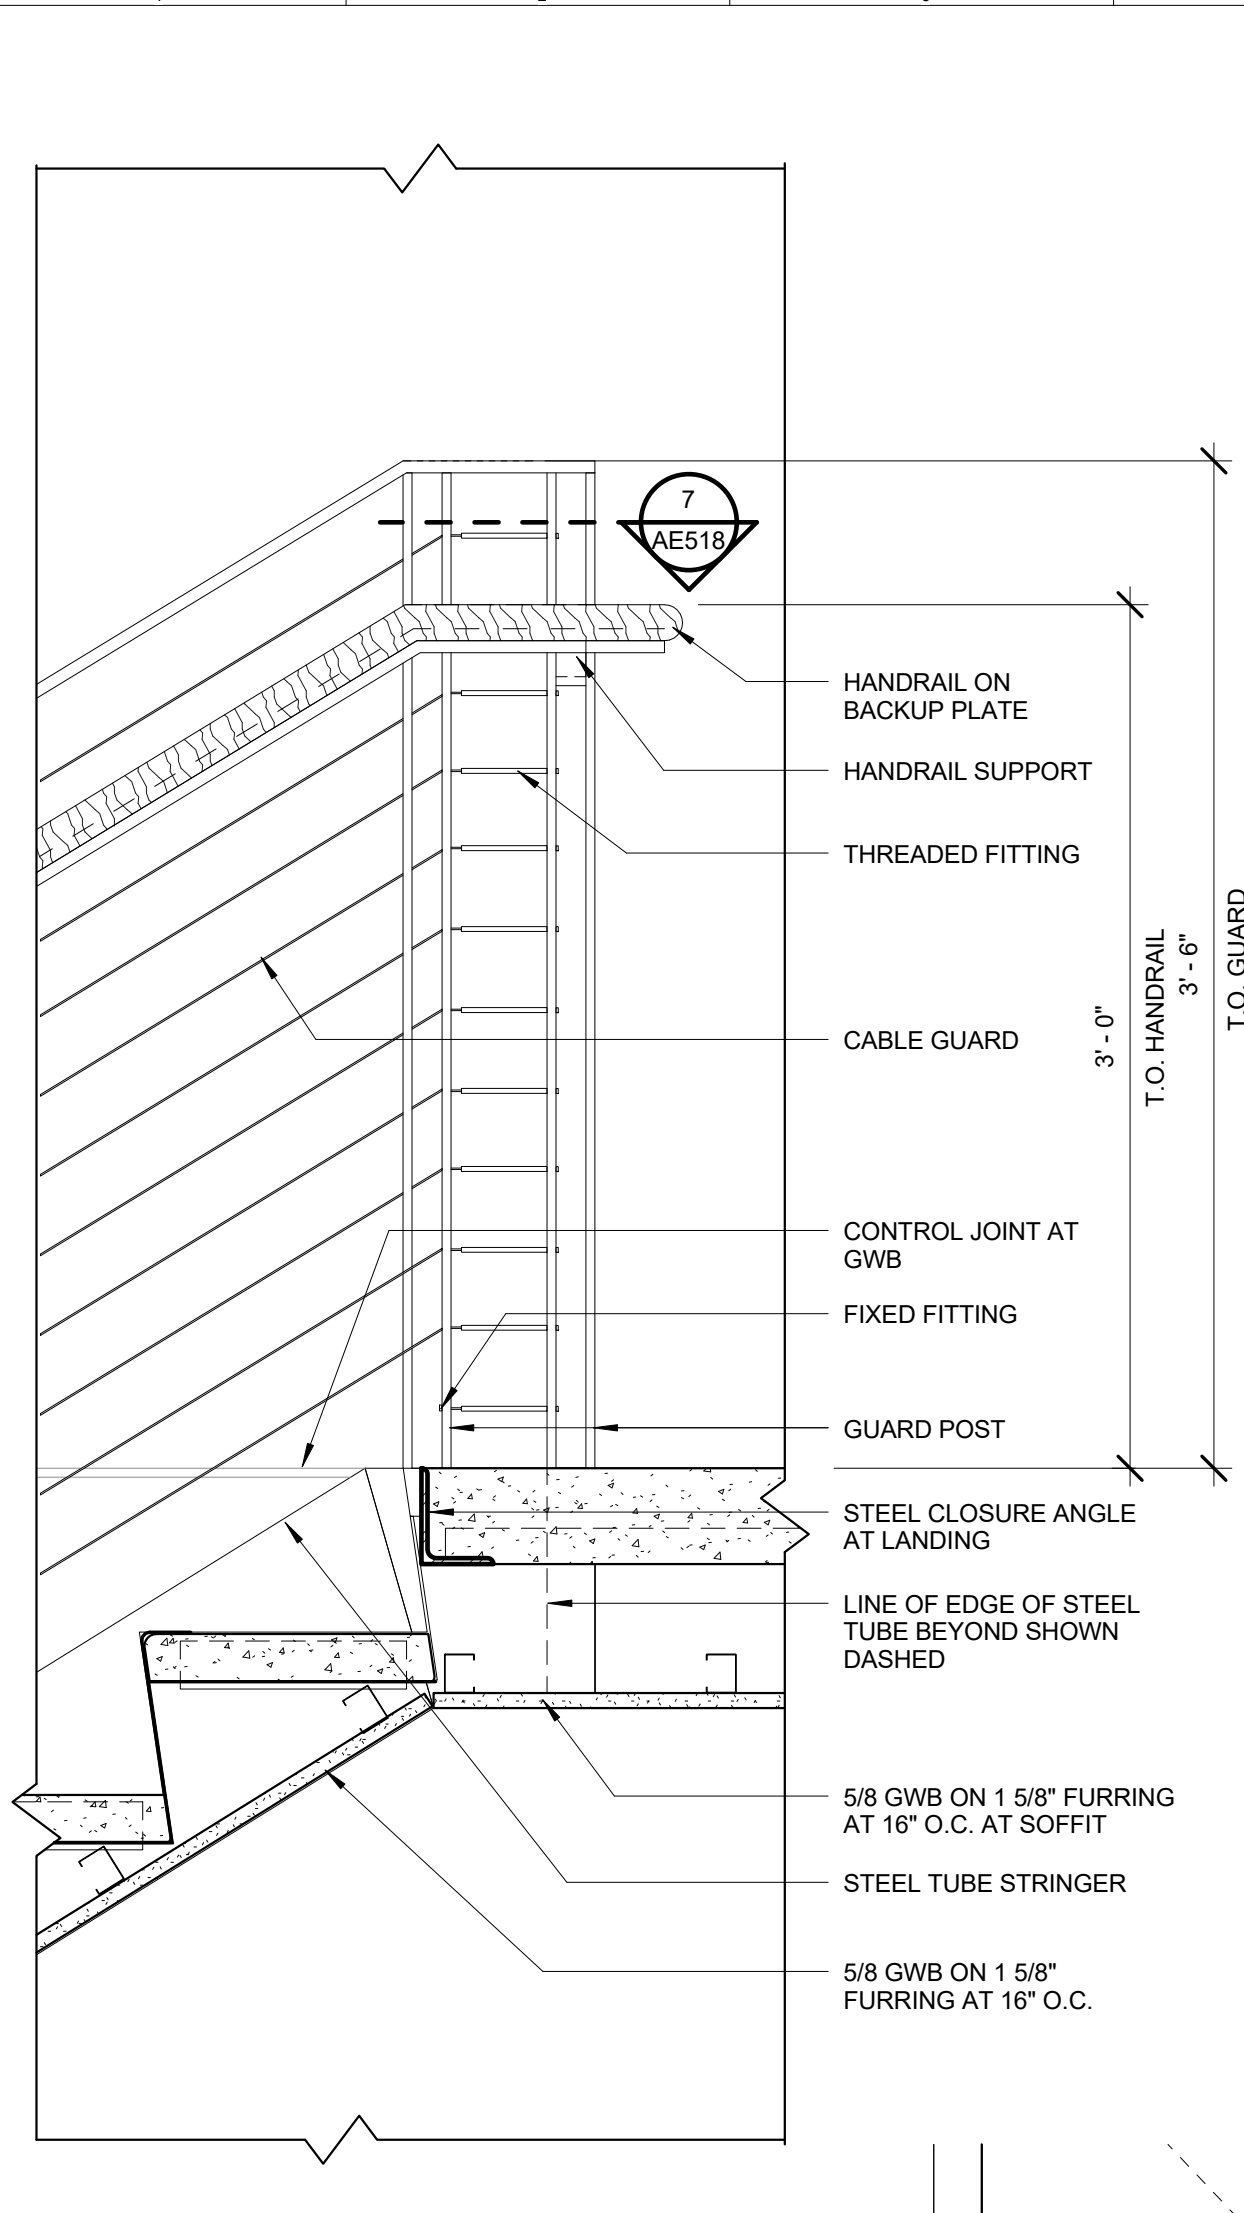 7
AE518
HANDRAIL ON
BACKUP PLATE
HANDRAIL SUPPORT
THREADED FITTING
CABLE GUARD
3' - 0"
T.O. HANDRAIL
3' - 6"
T.O. GUARD
CONTROL JOINT AT
GWB
FIXED FITTING
GUARD POST
STEEL CLOSURE ANGLE
AT LANDING
LINE OF EDGE OF STEEL
TUBE BEYOND SHOWN
DASHED
5/8 GWB ON 1 5/8" FURRING
AT 16" O.C. AT SOFFIT
STEEL TUBE STRINGER
5/8 GWB ON 1 5/8"
FURRING AT 16" O.C.